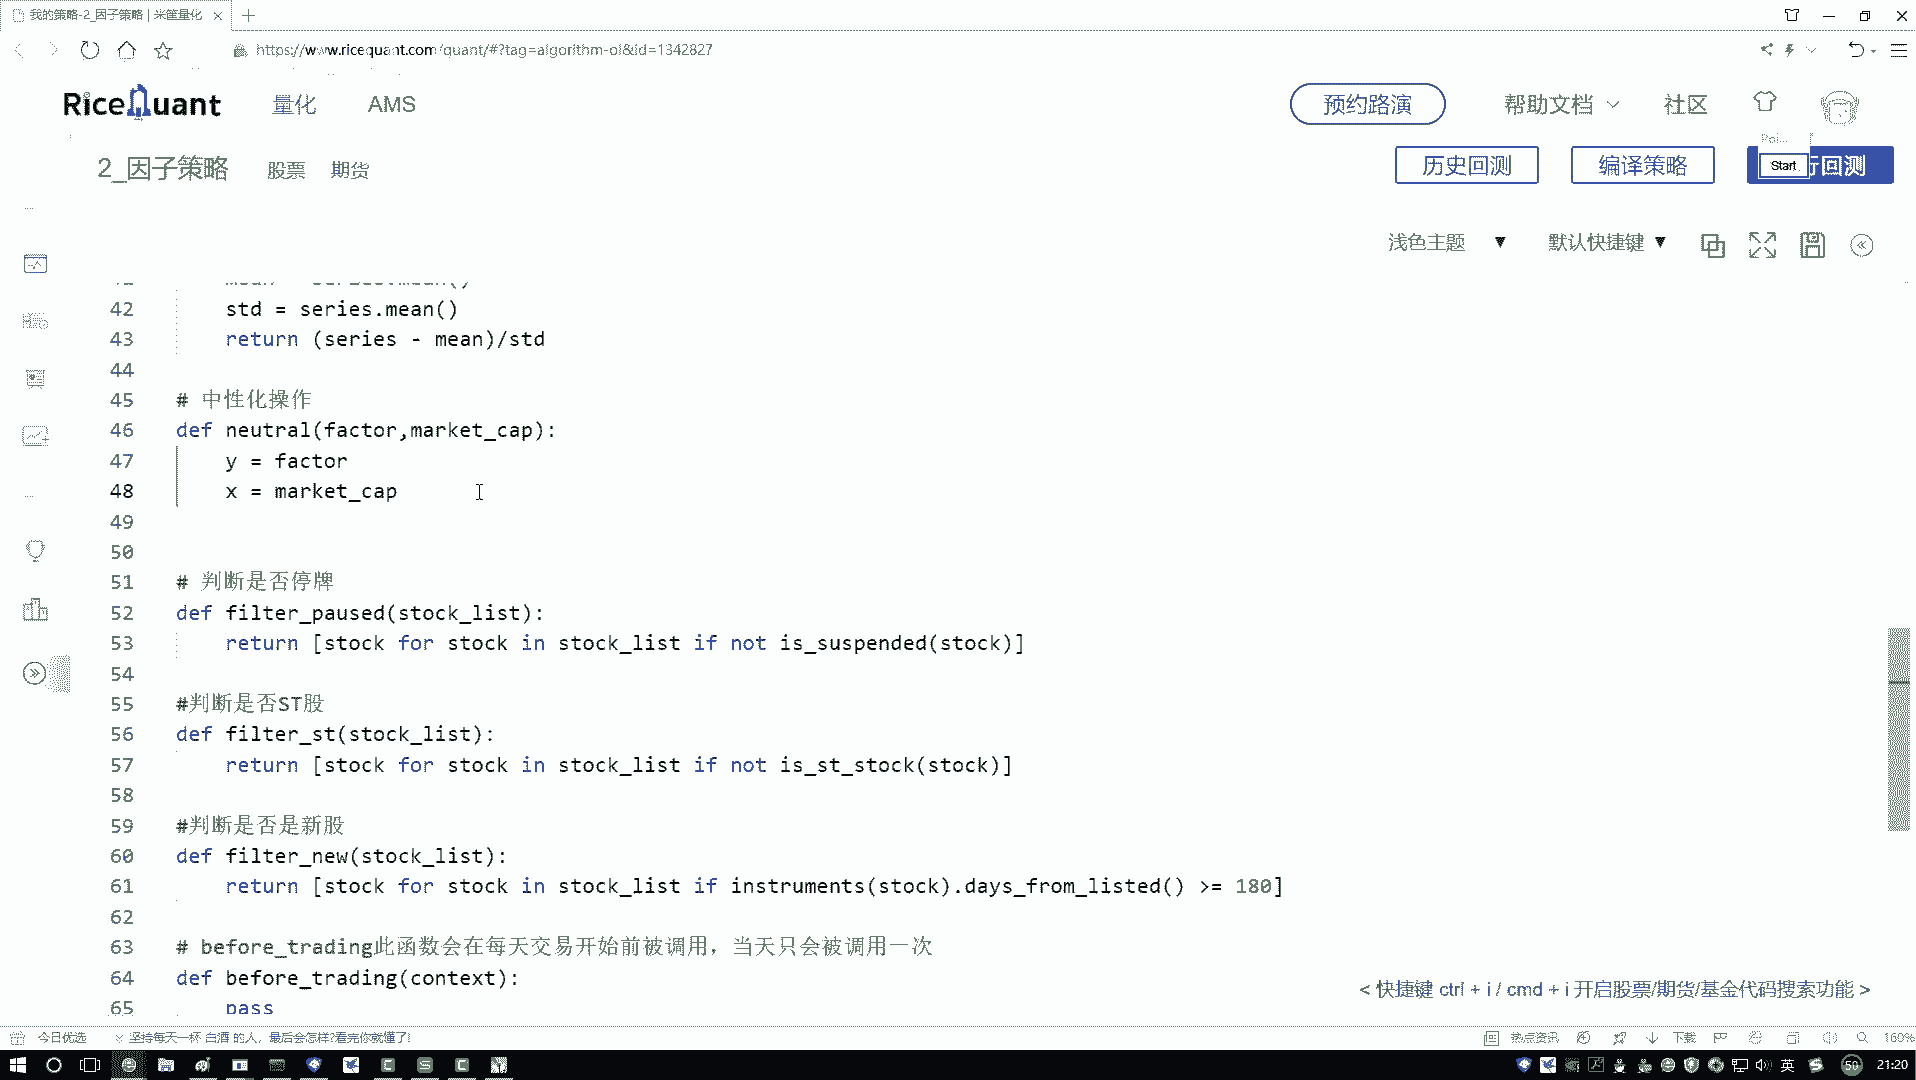 我的策略-2_因子策略 | 米筐量化
https://www.ricequant.com/quant/#?tag=algorithm-ol&id=1342827
RiceQuant 量化 AMS 预约路演 帮助文档 社区
2_因子策略 股票 期货 历史回测 编译策略 Start 行回测
Poi...
浅色主题 默认快捷键
42 std = series.mean()
43 return (series - mean)/std
44
45 # 中性化操作
46 def neutral(factor,market_cap):
47 y = factor
48 x = market_cap
49
50
51 # 判断是否停牌
52 def filter_paused(stock_list):
53 return [stock for stock in stock_list if not is_suspended(stock)]
54
55 #判断是否ST股
56 def filter_st(stock_list):
57 return [stock for stock in stock_list if not is_st_stock(stock)]
58
59 #判断是否是新股
60 def filter_new(stock_list):
61 return [stock for stock in stock_list if instruments(stock).days_from_listed() >= 180]
62
63 # before_trading此函数会在每天交易开始前被调用，当天只会被调用一次
64 def before_trading(context):
65 pass
< 快捷键 ctrl + i / cmd + i 开启股票/期货/基金代码搜索功能 >
今日优选 坚持每天一杯 白酒 的人，最后会怎样?看完你就懂了! 热点资讯 下载 160%
英 50 21:20